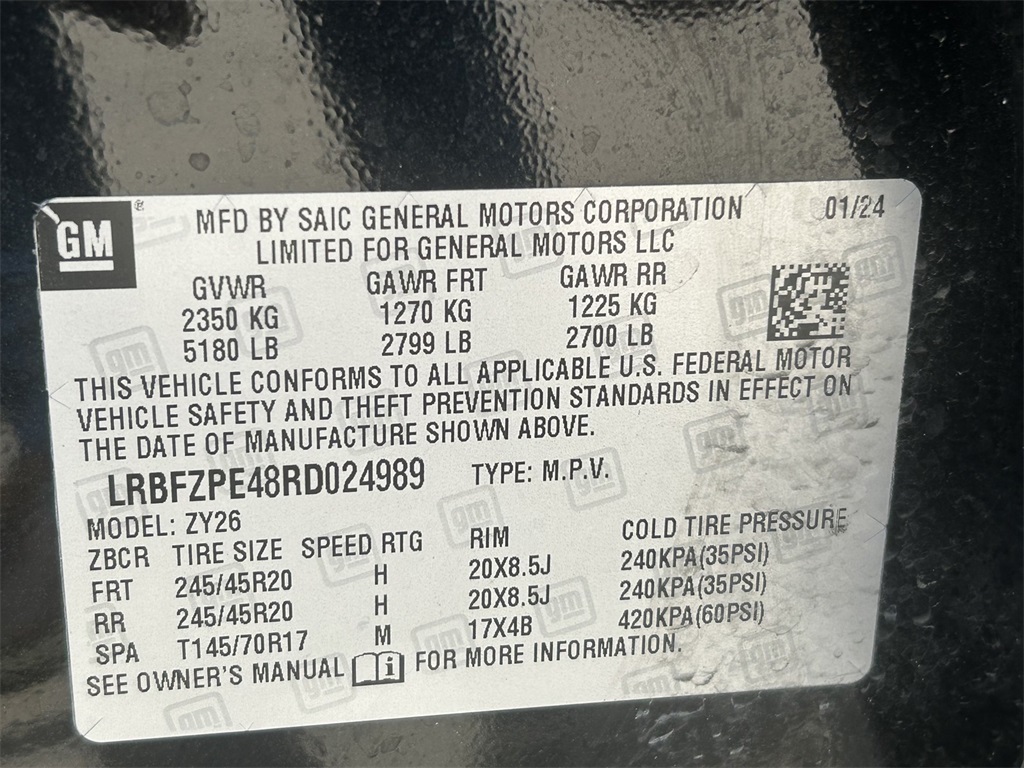 GM ®
MFD BY SAIC GENERAL MOTORS CORPORATION 01/24
LIMITED FOR GENERAL MOTORS LLC
GVWR GAWR FRT GAWR RR
2350 KG 1270 KG 1225 KG
5180 LB 2799 LB 2700 LB
THIS VEHICLE CONFORMS TO ALL APPLICABLE U.S. FEDERAL MOTOR
VEHICLE SAFETY AND THEFT PREVENTION STANDARDS IN EFFECT ON
THE DATE OF MANUFACTURE SHOWN ABOVE.
LRBFZPE48RD024989 TYPE: M.P.V.
MODEL: ZY26
ZBCR TIRE SIZE SPEED RTG RIM COLD TIRE PRESSURE
FRT 245/45R20 H 20X8.5J 240KPA(35PSI)
RR 245/45R20 H 20X8.5J 240KPA(35PSI)
SPA T145/70R17 M 17X4B 420KPA(60PSI)
SEE OWNER'S MANUAL i FOR MORE INFORMATION.